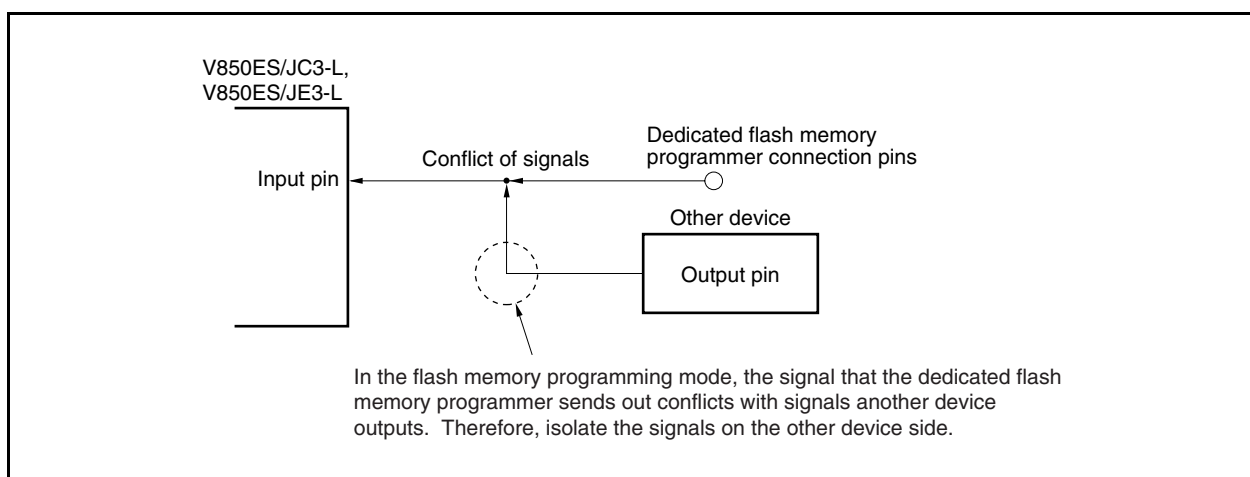 V850ES/JC3-L,
V850ES/JE3-L
Dedicated flash memory
programmer connection pins
Conflict of signals
Input pin
Other device
Output pin
In the flash memory programming mode, the signal that the dedicated flash
memory programmer sends out conflicts with signals another device
outputs.  Therefore, isolate the signals on the other device side.